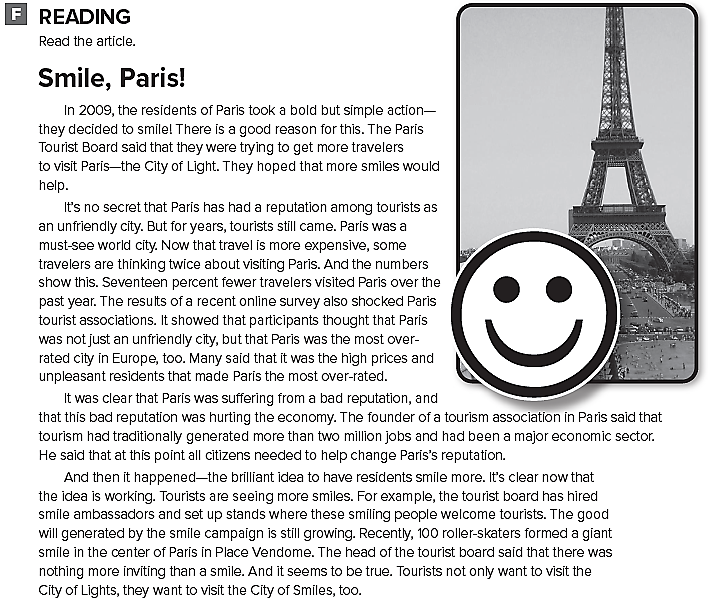 F READING
Read the article.
Smile, Paris!
In 2009, the residents of Paris took a bold but simple action—
they decided to smile! There is a good reason for this. The Paris
Tourist Board said that they were trying to get more travelers
to visit Paris—the City of Light. They hoped that more smiles would
help.
It's no secret that Paris has had a reputation among tourists as
an unfriendly city. But for years, tourists still came. Paris was a
must-see world city. Now that travel is more expensive, some
travelers are thinking twice about visiting Paris. And the numbers
show this. Seventeen percent fewer travelers visited Paris over the
past year. The results of a recent online survey also shocked Paris
tourist associations. It showed that participants thought that Paris
was not just an unfriendly city, but that Paris was the most over-
rated city in Europe, too. Many said that it was the high prices and
unpleasant residents that made Paris the most over-rated.
It was clear that Paris was suffering from a bad reputation, and
that this bad reputation was hurting the economy. The founder of a tourism association in Paris said that
tourism had traditionally generated more than two million jobs and had been a major economic sector.
He said that at this point all citizens needed to help change Paris's reputation.
And then it happened—the brilliant idea to have residents smile more. It's clear now that
the idea is working. Tourists are seeing more smiles. For example, the tourist board has hired
smile ambassadors and set up stands where these smiling people welcome tourists. The good
will generated by the smile campaign is still growing. Recently, 100 roller-skaters formed a giant
smile in the center of Paris in Place Vendome. The head of the tourist board said that there was
nothing more inviting than a smile. And it seems to be true. Tourists not only want to visit the
City of Lights, they want to visit the City of Smiles, too.